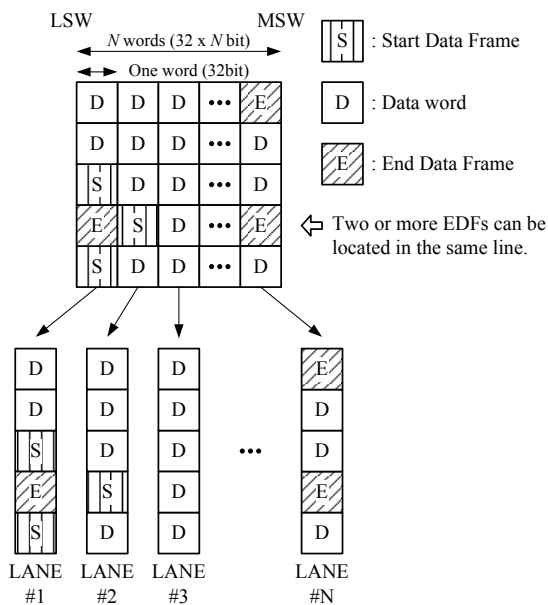 LSW MSW
N words (32 x N bit)
One word (32bit)
S : Start Data Frame
D : Data word
E : End Data Frame
D D D ••• E
D D D ••• D
S D D ••• D
E S D ••• E
S D D ••• D
Two or more EDFs can be
located in the same line.
D D D E
D D D D
S D D ••• D
E S D E
S D D D
LANE LANE LANE LANE
#1 #2 #3 #N